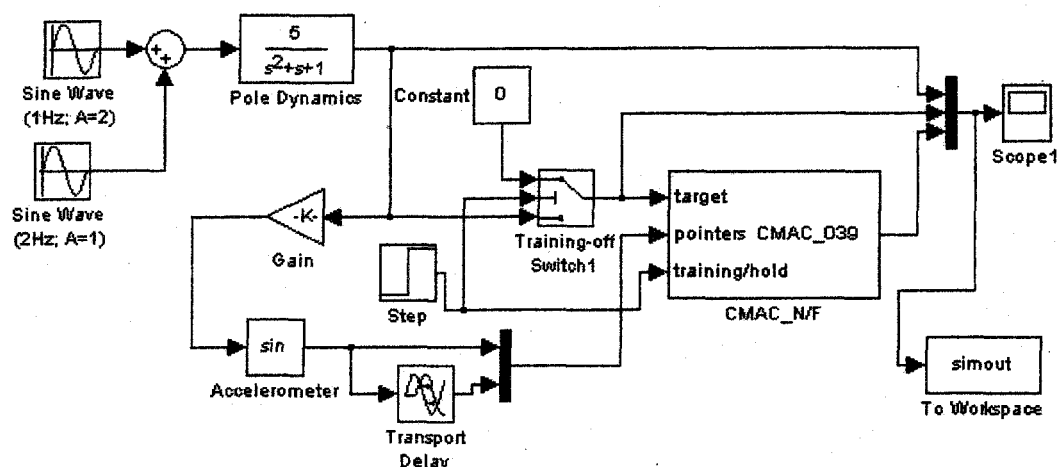 Sine Wave
(1Hz; A=2)
++
5
s²+s+1
Pole Dynamics
Constant
0
Scope1
Sine Wave
(2Hz; A=1)
-K-
Gain
Training-off
Switch1
target
pointers CMAC_039
training/hold
CMAC_N/F
Step
sin
Accelerometer
Transport
Delay
simout
To Workspace